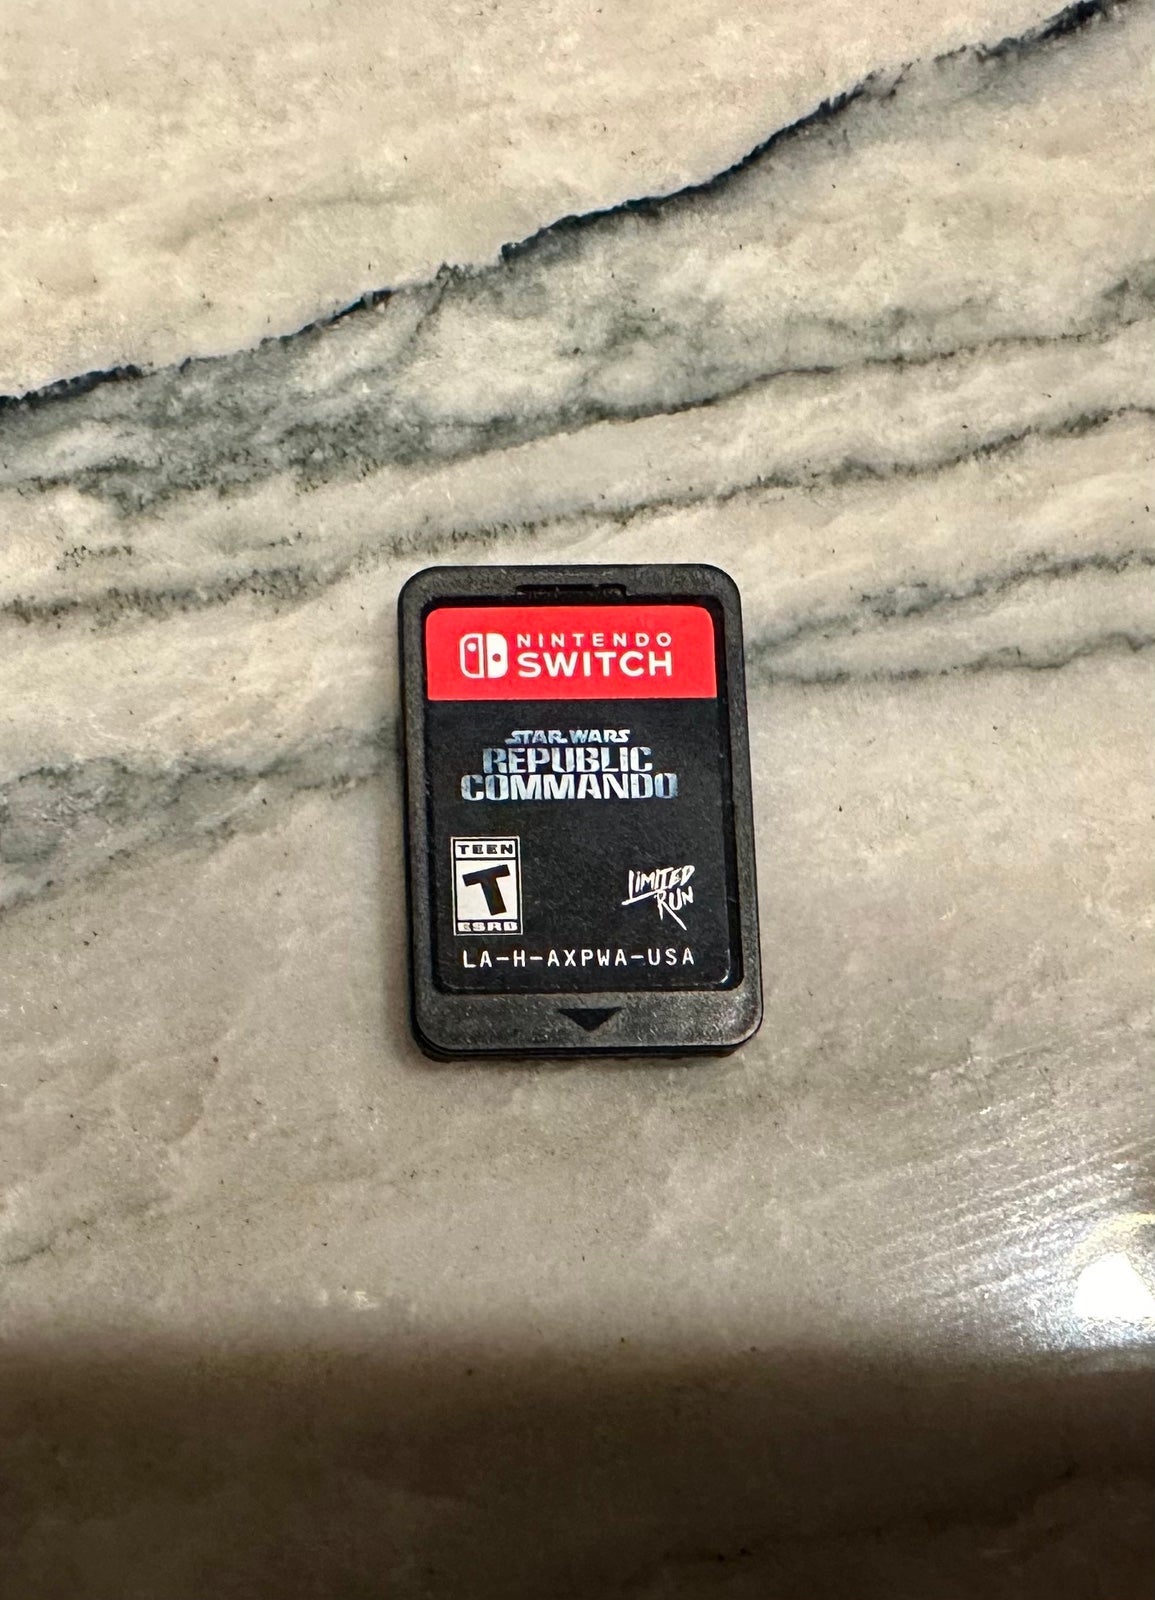 NINTENDO
SWITCH
STAR WARS
REPUBLIC
COMMANDO
TEEN
T
ESRB
LIMITED
RUN
LA-H-AXPWA-USA